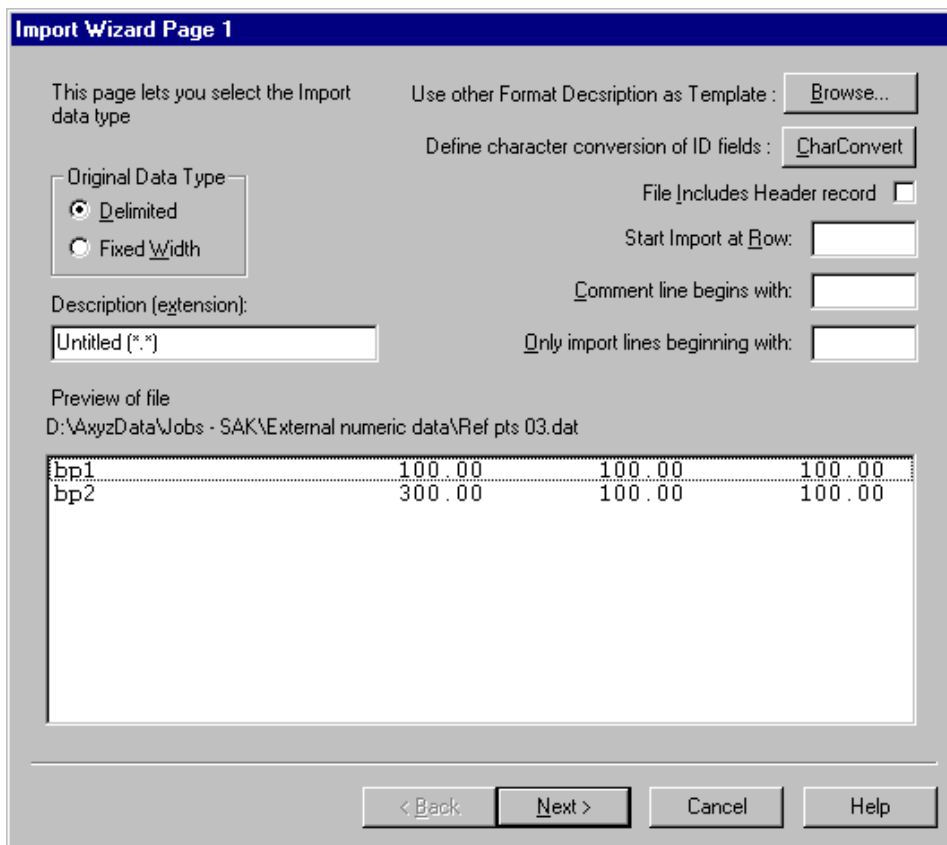 Import Wizard Page 1
This page lets you select the Import
data type
Use other Format Decsription as Template :
Browse...
Define character conversion of ID fields :
CharConvert
Original Data Type
Delimited
Fixed Width
File Includes Header record
Start Import at Row:
Description (extension):
Comment line begins with:
Untitled (*.*)
Only import lines beginning with:
Preview of file
D:\AxyzData\Jobs - SAK\External numeric data\Ref pts 03.dat
bp1 100.00 100.00 100.00
bp2 300.00 100.00 100.00
< Back
Next >
Cancel
Help